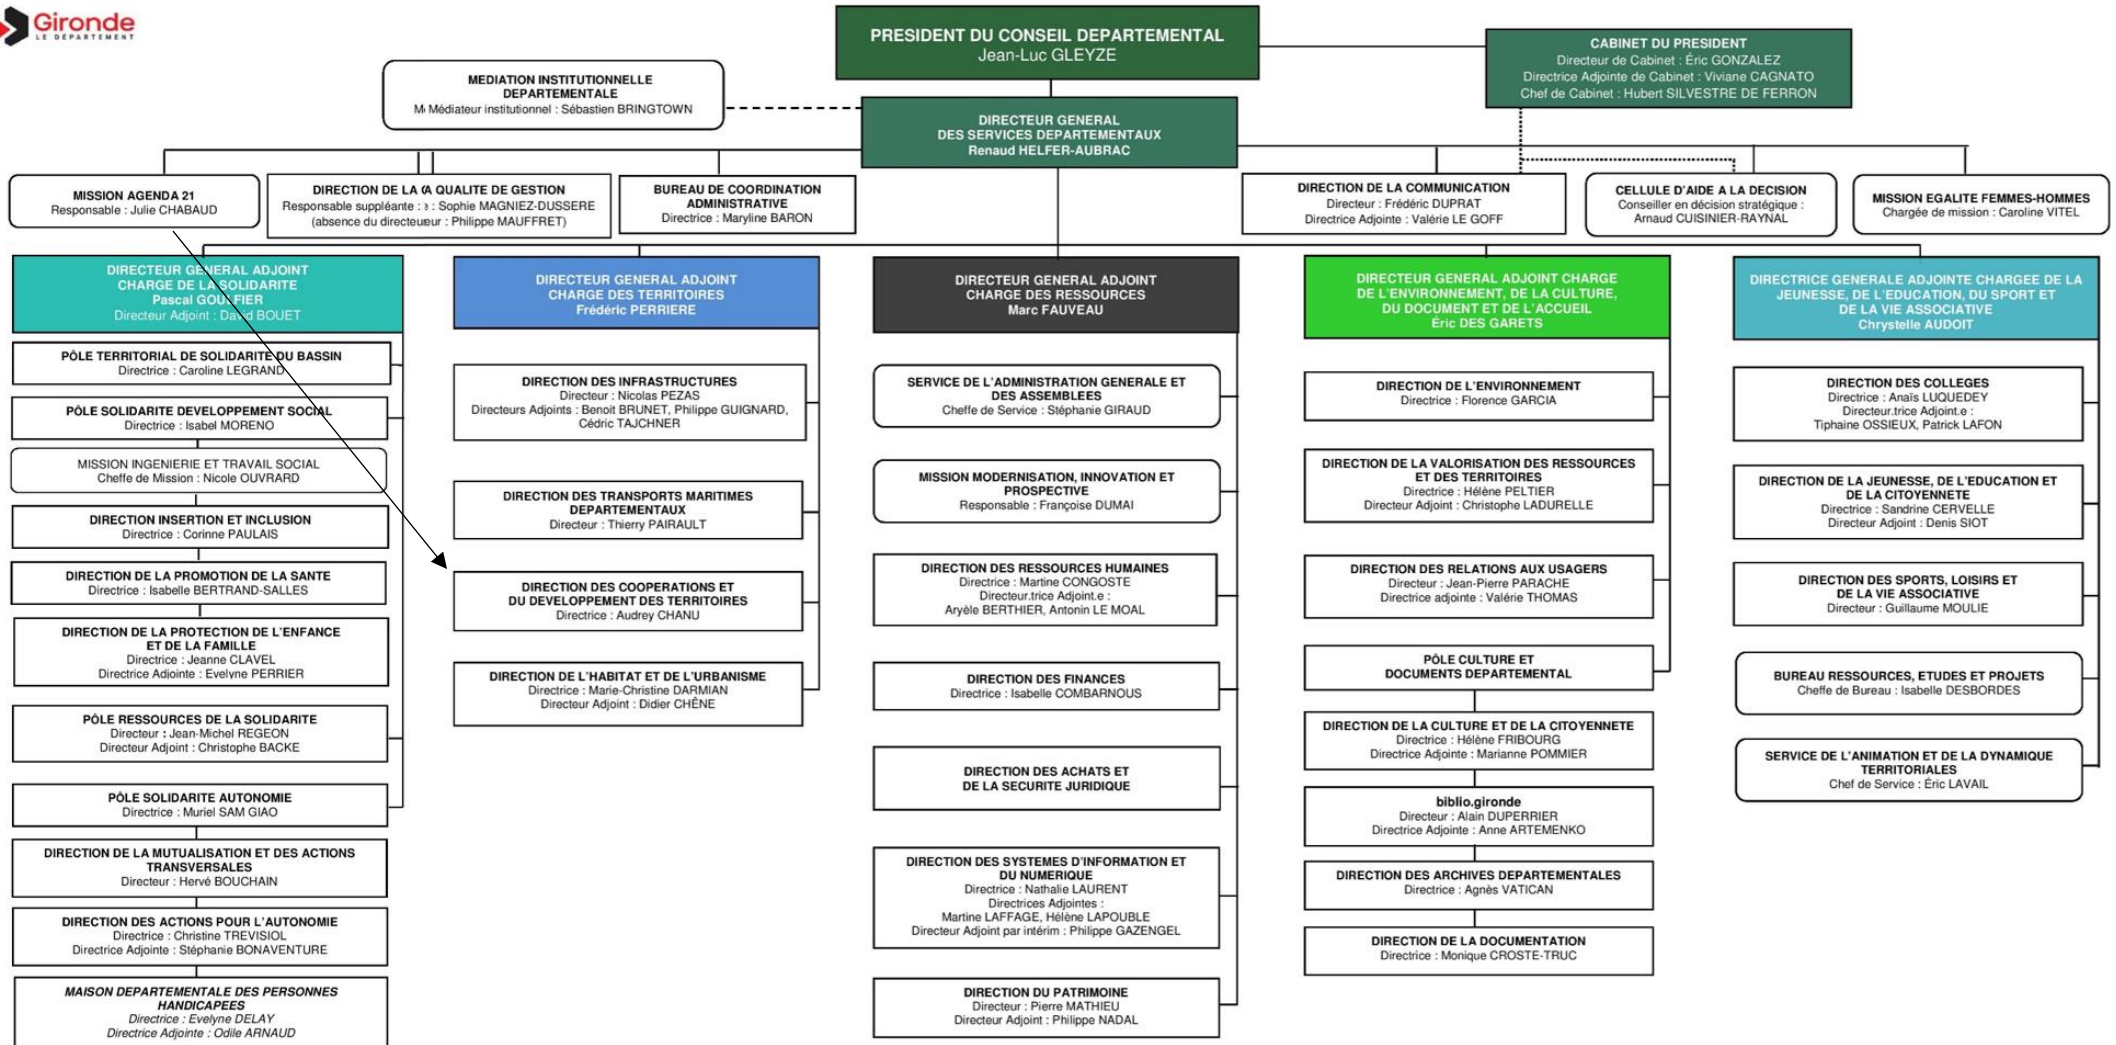 Gironde
LE DEPARTEMENT
PRESIDENT DU CONSEIL DEPARTEMENTAL
Jean-Luc GLEYZE
CABINET DU PRESIDENT
Directeur de Cabinet : Éric GONZALEZ
Directrice Adjointe de Cabinet : Viviane CAGNATO
Chef de Cabinet : Hubert SILVESTRE DE FERRON
MEDIATION INSTITUTIONNELLE
DEPARTEMENTALE
Médiateur institutionnel : Sébastien BRINGTOWN
DIRECTEUR GENERAL
DES SERVICES DEPARTEMENTAUX
Renaud HELFER-AUBRAC
MISSION AGENDA 21
Responsable : Julie CHABAUD
DIRECTION DE LA QUALITE DE GESTION
Responsable suppléante : Sophie MAGNIEZ-DUSSERE
(absence du directeur : Philippe MAUFFRET)
BUREAU DE COORDINATION
ADMINISTRATIVE
Directrice : Maryline BARON
DIRECTION DE LA COMMUNICATION
Directeur : Frédéric DUPRAT
Directrice Adjointe : Valérie LE GOFF
CELLULE D'AIDE A LA DECISION
Conseiller en décision stratégique :
Arnaud CUISINIER-RAYNAL
MISSION EGALITE FEMMES-HOMMES
Chargée de mission : Caroline VITEL
DIRECTEUR GENERAL ADJOINT
CHARGE DE LA SOLIDARITE
Pascal GOULFIER
Directeur Adjoint : David BOUET
PÔLE TERRITORIAL DE SOLIDARITE DU BASSIN
Directrice : Caroline LEGRAND
PÔLE SOLIDARITE DEVELOPPEMENT SOCIAL
Directrice : Isabel MORENO
MISSION INGENIERIE ET TRAVAIL SOCIAL
Cheffe de Mission : Nicole OUVRARD
DIRECTION INSERTION ET INCLUSION
Directrice : Corinne PAULAIS
DIRECTION DE LA PROMOTION DE LA SANTE
Directrice : Isabelle BERTRAND-SALLES
DIRECTION DE LA PROTECTION DE L'ENFANCE
ET DE LA FAMILLE
Directrice : Jeanne CLAVEL
Directrice Adjointe : Evelyne PERRIER
PÔLE RESSOURCES DE LA SOLIDARITE
Directeur : Jean-Michel REGEON
Directeur Adjoint : Christophe BACKE
PÔLE SOLIDARITE AUTONOMIE
Directrice : Muriel SAM GIAO
DIRECTION DE LA MUTUALISATION ET DES ACTIONS
TRANSVERSALES
Directeur : Hervé BOUCHAIN
DIRECTION DES ACTIONS POUR L'AUTONOMIE
Directrice : Christine TREVISIOL
Directrice Adjointe : Stéphanie BONAVENTURE
MAISON DEPARTEMENTALE DES PERSONNES
HANDICAPEES
Directrice : Evelyne DELAY
Directrice Adjointe : Odile ARNAUD
DIRECTEUR GENERAL ADJOINT
CHARGE DES TERRITOIRES
Frédéric PERRIERE
DIRECTION DES INFRASTRUCTURES
Directeur : Nicolas PEZAS
Directeurs Adjoints : Benoit BRUNET, Philippe GUIGNARD,
Cédric TAJCHNER
DIRECTION DES TRANSPORTS MARITIMES
DEPARTEMENTAUX
Directeur : Thierry PAIRAULT
DIRECTION DES COOPERATIONS ET
DU DEVELOPPEMENT DES TERRITOIRES
Directrice : Audrey CHANU
DIRECTION DE L'HABITAT ET DE L'URBANISME
Directrice : Marie-Christine DARMIAN
Directeur Adjoint : Didier CHÊNE
DIRECTEUR GENERAL ADJOINT
CHARGE DES RESSOURCES
Marc FAUVEAU
SERVICE DE L'ADMINISTRATION GENERALE ET
DES ASSEMBLEES
Cheffe de Service : Stéphanie GIRAUD
MISSION MODERNISATION, INNOVATION ET
PROSPECTIVE
Responsable : Françoise DUMAI
DIRECTION DES RESSOURCES HUMAINES
Directrice : Martine CONGOSTE
Directeur.trice Adjoint.e :
Aryèle BERTHIER, Antonin LE MOAL
DIRECTION DES FINANCES
Directrice : Isabelle COMBARNOUS
DIRECTION DES ACHATS ET
DE LA SECURITE JURIDIQUE
DIRECTION DES SYSTEMES D'INFORMATION ET
DU NUMERIQUE
Directrice : Nathalie LAURENT
Directrices Adjointes :
Martine LAFFAGE, Hélène LAPOUBLE
Directeur Adjoint par intérim : Philippe GAZENGEL
DIRECTION DU PATRIMOINE
Directeur : Pierre MATHIEU
Directeur Adjoint : Philippe NADAL
DIRECTEUR GENERAL ADJOINT CHARGE
DE L'ENVIRONNEMENT, DE LA CULTURE,
DU DOCUMENT ET DE L'ACCUEIL
Éric DES GARETS
DIRECTION DE L'ENVIRONNEMENT
Directrice : Florence GARCIA
DIRECTION DE LA VALORISATION DES RESSOURCES
ET DES TERRITOIRES
Directrice : Hélène PELTIER
Directeur Adjoint : Christophe LADURELLE
DIRECTION DES RELATIONS AUX USAGERS
Directeur : Jean-Pierre PARACHE
Directrice adjointe : Valérie THOMAS
PÔLE CULTURE ET
DOCUMENTS DEPARTEMENTAL
DIRECTION DE LA CULTURE ET DE LA CITOYENNETE
Directrice : Hélène FRIBOURG
Directrice Adjointe : Marianne POMMIER
biblio.gironde
Directeur : Alain DUPERRIER
Directrice Adjointe : Anne ARTEMENKO
DIRECTION DES ARCHIVES DEPARTEMENTALES
Directrice : Agnès VATICAN
DIRECTION DE LA DOCUMENTATION
Directrice : Monique CROSTE-TRUC
DIRECTRICE GENERALE ADJOINTE CHARGEE DE LA
JEUNESSE, DE L'EDUCATION, DU SPORT ET
DE LA VIE ASSOCIATIVE
Chrystelle AUDOIT
DIRECTION DES COLLEGES
Directrice : Anaïs LUQUEDEY
Directeur.trice Adjoint.e :
Tiphaine OSSIEUX, Patrick LAFON
DIRECTION DE LA JEUNESSE, DE L'EDUCATION ET
DE LA CITOYENNETE
Directrice : Sandrine CERVELLE
Directeur Adjoint : Denis SIOT
DIRECTION DES SPORTS, LOISIRS ET
DE LA VIE ASSOCIATIVE
Directeur : Guillaume MOULIE
BUREAU RESSOURCES, ETUDES ET PROJETS
Cheffe de Bureau : Isabelle DESBORDES
SERVICE DE L'ANIMATION ET DE LA DYNAMIQUE
TERRITORIALES
Chef de Service : Éric LAVAIL